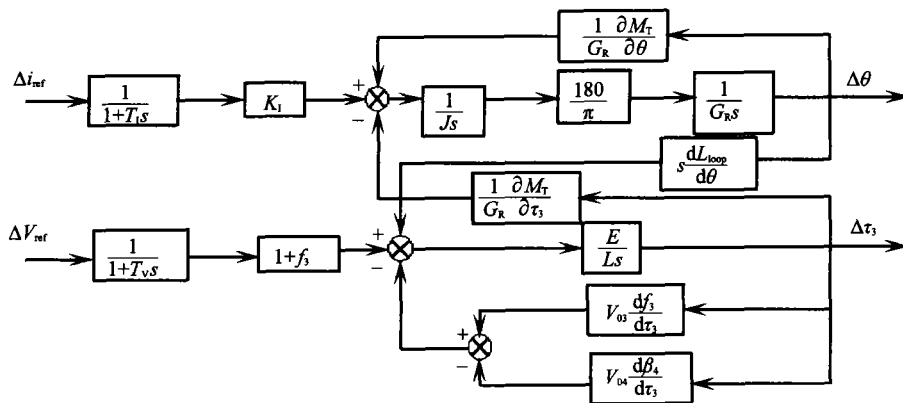 1 ∂M_T
G_R ∂θ
Δi_ref
1
1+T_I s
K_I
+
−
1
Js
180
π
1
G_R s
Δθ
s dL_loop
dθ
1 ∂M_T
G_R ∂τ_3
ΔV_ref
1
1+T_V s
1+f_3
+
−
E
Ls
Δτ_3
V_03 df_3
dτ_3
+
−
V_04 dβ_4
dτ_3